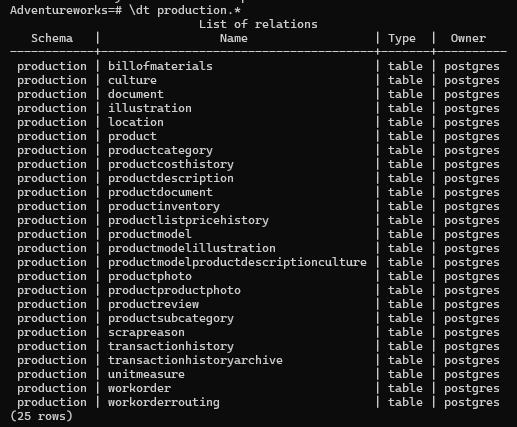 Adventureworks=# \dt production.*
List of relations
Schema | Name | Type | Owner
------------+---------------------------------------+-------+----------
production | billofmaterials | table | postgres
production | culture | table | postgres
production | document | table | postgres
production | illustration | table | postgres
production | location | table | postgres
production | product | table | postgres
production | productcategory | table | postgres
production | productcosthistory | table | postgres
production | productdescription | table | postgres
production | productdocument | table | postgres
production | productinventory | table | postgres
production | productlistpricehistory | table | postgres
production | productmodel | table | postgres
production | productmodelillustration | table | postgres
production | productmodelproductdescriptionculture | table | postgres
production | productphoto | table | postgres
production | productproductphoto | table | postgres
production | productreview | table | postgres
production | productsubcategory | table | postgres
production | scrapreason | table | postgres
production | transactionhistory | table | postgres
production | transactionhistoryarchive | table | postgres
production | unitmeasure | table | postgres
production | workorder | table | postgres
production | workorderrouting | table | postgres
(25 rows)